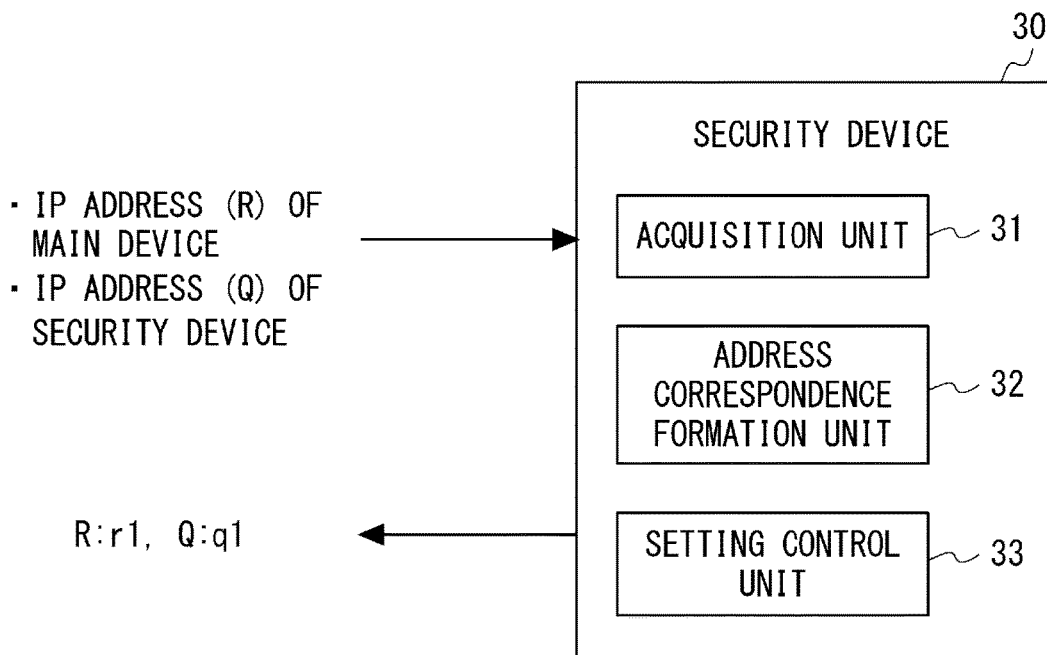 30
SECURITY DEVICE
・IP ADDRESS (R) OF
MAIN DEVICE
・IP ADDRESS (Q) OF
SECURITY DEVICE
ACQUISITION UNIT
31
ADDRESS
CORRESPONDENCE
FORMATION UNIT
32
R:r1, Q:q1
SETTING CONTROL
UNIT
33